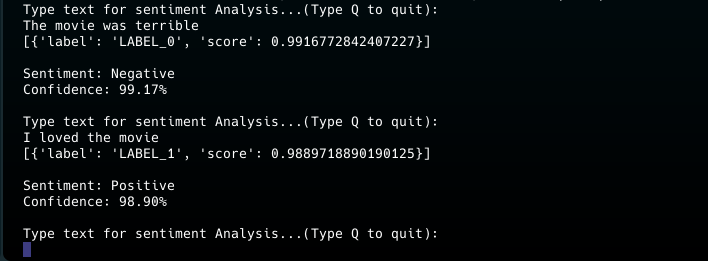 Type text for sentiment Analysis...(Type Q to quit):
The movie was terrible
[{'label': 'LABEL_0', 'score': 0.9916772842407227}]
Sentiment: Negative
Confidence: 99.17%
Type text for sentiment Analysis...(Type Q to quit):
I loved the movie
[{'label': 'LABEL_1', 'score': 0.9889718890190125}]
Sentiment: Positive
Confidence: 98.90%
Type text for sentiment Analysis...(Type Q to quit):